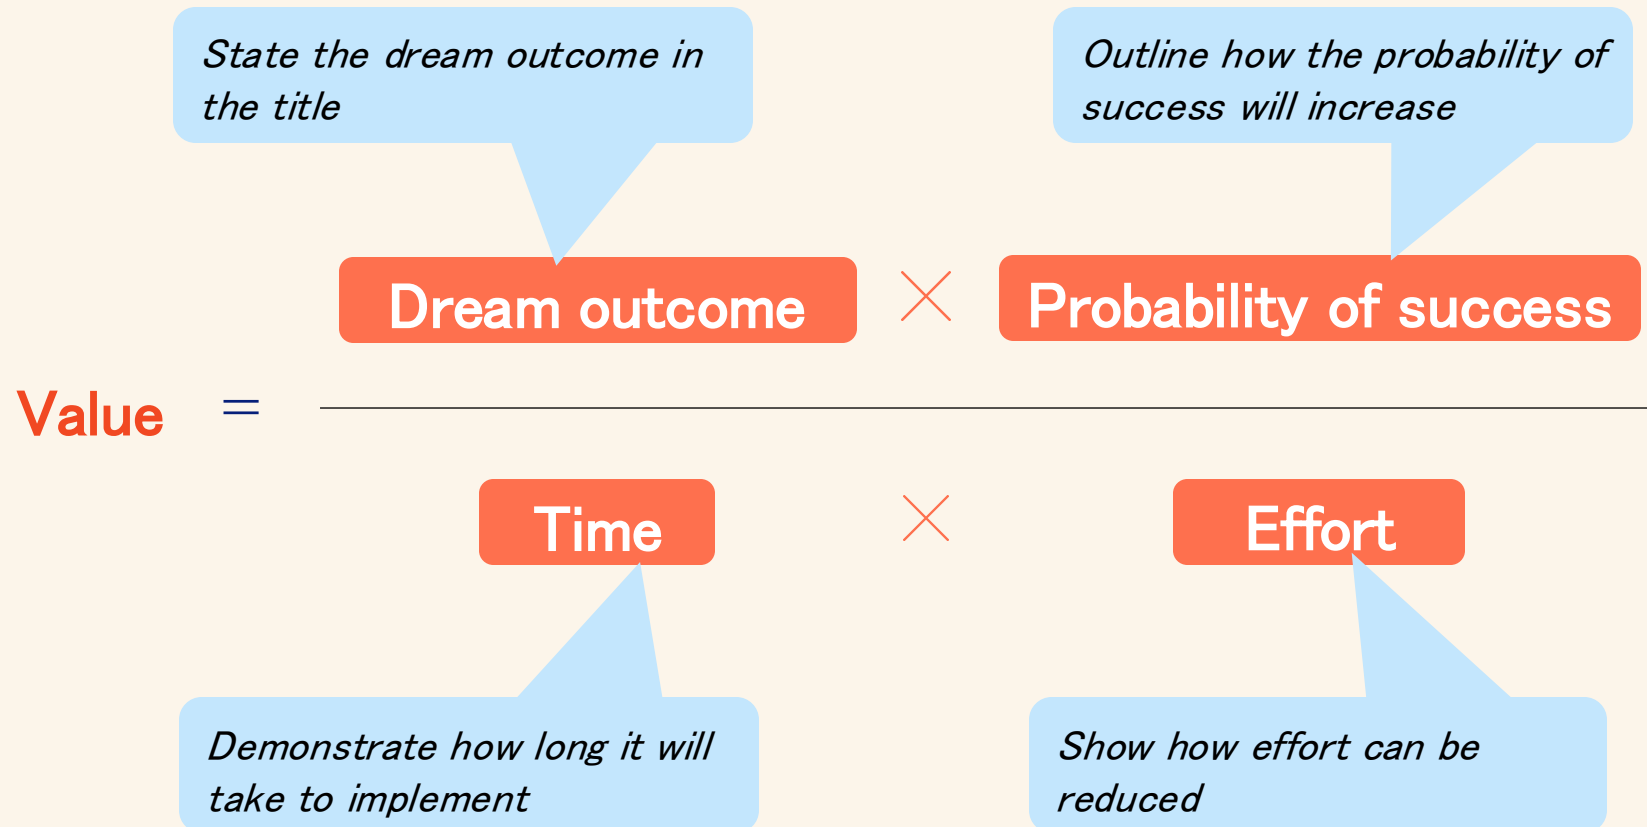 State the dream outcome in
the title
Outline how the probability of
success will increase
Dream outcome × Probability of success
Value =
Time × Effort
Demonstrate how long it will
take to implement
Show how effort can be
reduced